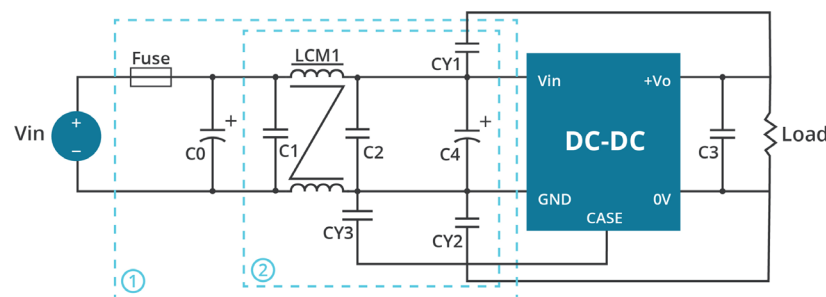 Fuse
LCM1
CY1
Vin
+
−
+
C0
C1
C2
+
C4
Vin
+Vo
DC-DC
GND
0V
CASE
C3
Load
CY3
CY2
1
2